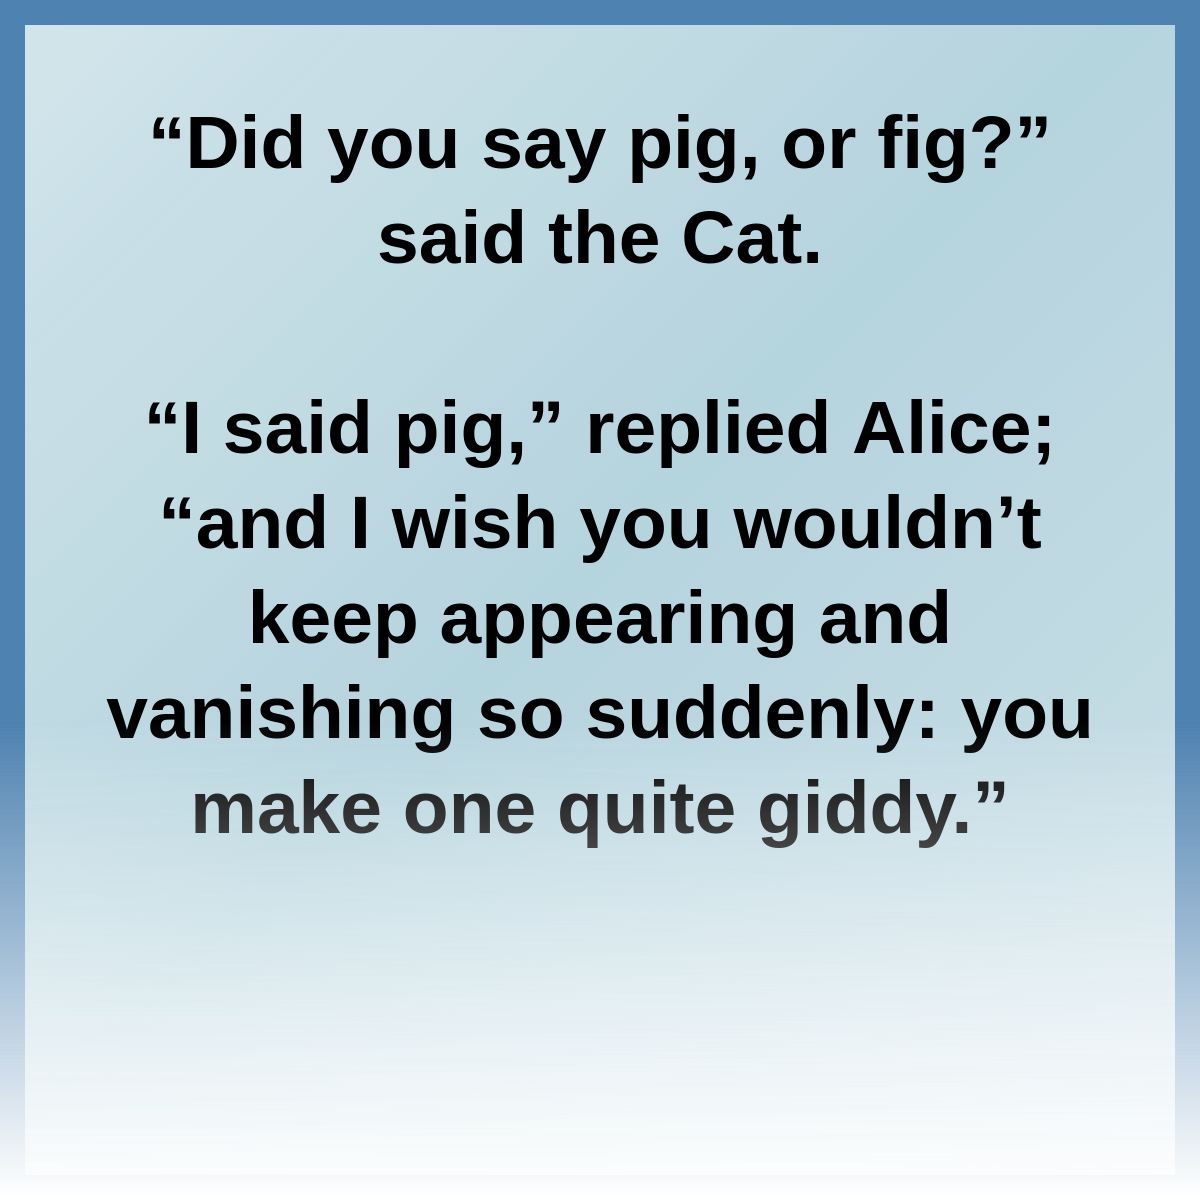 “Did you say pig, or fig?”
said the Cat.
“I said pig,” replied Alice;
“and I wish you wouldn’t
keep appearing and
vanishing so suddenly: you
make one quite giddy.”